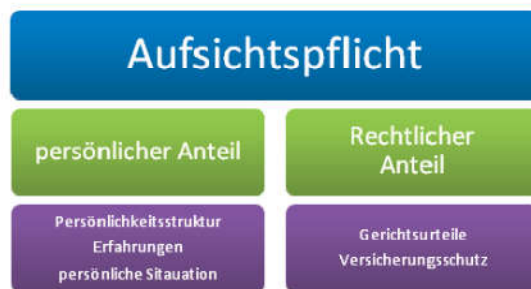 Aufsichtspflicht
persönlicher Anteil
Rechtlicher
Anteil
Persönlichkeitsstruktur
Erfahrungen
persönliche Sitauation
Gerichtsurteile
Versicherungsschutz